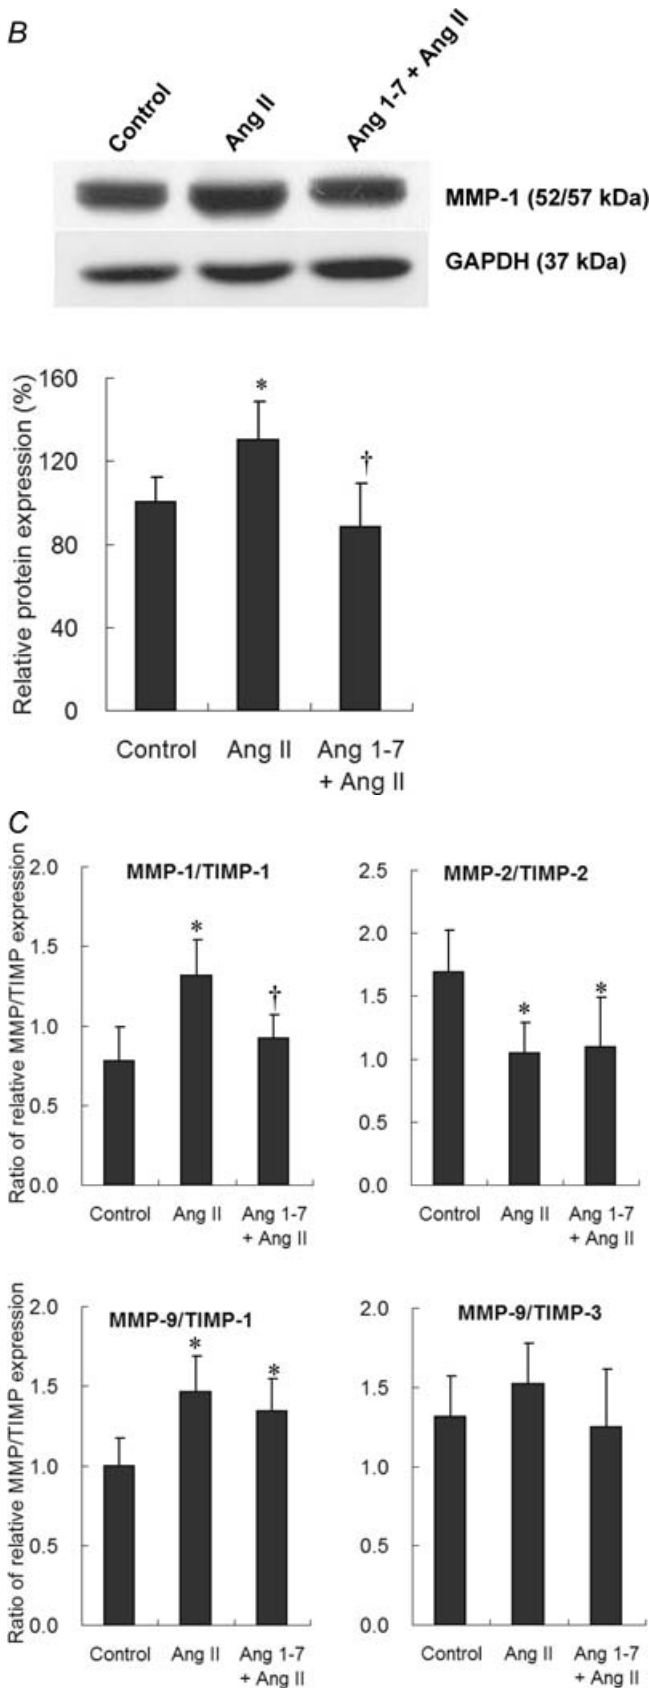 B
Control
Ang II
Ang 1-7 + Ang II
MMP-1 (52/57 kDa)
GAPDH (37 kDa)
Relative protein expression (%)
160
120
80
40
0
*
†
Control
Ang II
Ang 1-7
+ Ang II
C
Ratio of relative MMP/TIMP expression
MMP-1/TIMP-1
2.0
1.5
1.0
0.5
0.0
*
†
Control
Ang II
Ang 1-7
+ Ang II
MMP-2/TIMP-2
2.5
2.0
1.5
1.0
0.5
0.0
*
*
Control
Ang II
Ang 1-7
+ Ang II
Ratio of relative MMP/TIMP expression
MMP-9/TIMP-1
2.0
1.5
1.0
0.5
0.0
*
*
Control
Ang II
Ang 1-7
+ Ang II
MMP-9/TIMP-3
2.0
1.5
1.0
0.5
0.0
Control
Ang II
Ang 1-7
+ Ang II